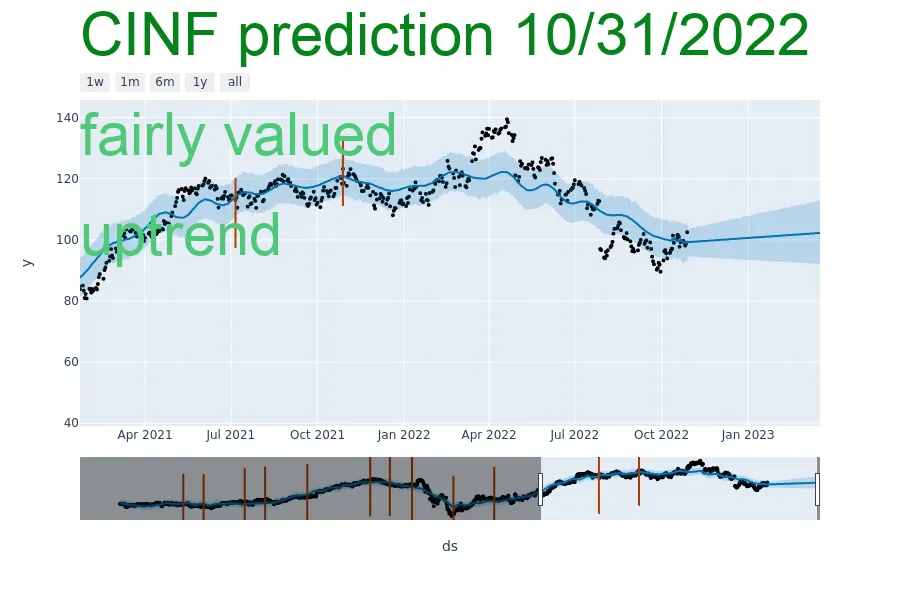 CINF prediction 10/31/2022
1w 1m 6m 1y all
fairly valued
uptrend
140
120
100
80
60
40
y
Apr 2021 Jul 2021 Oct 2021 Jan 2022 Apr 2022 Jul 2022 Oct 2022 Jan 2023
ds